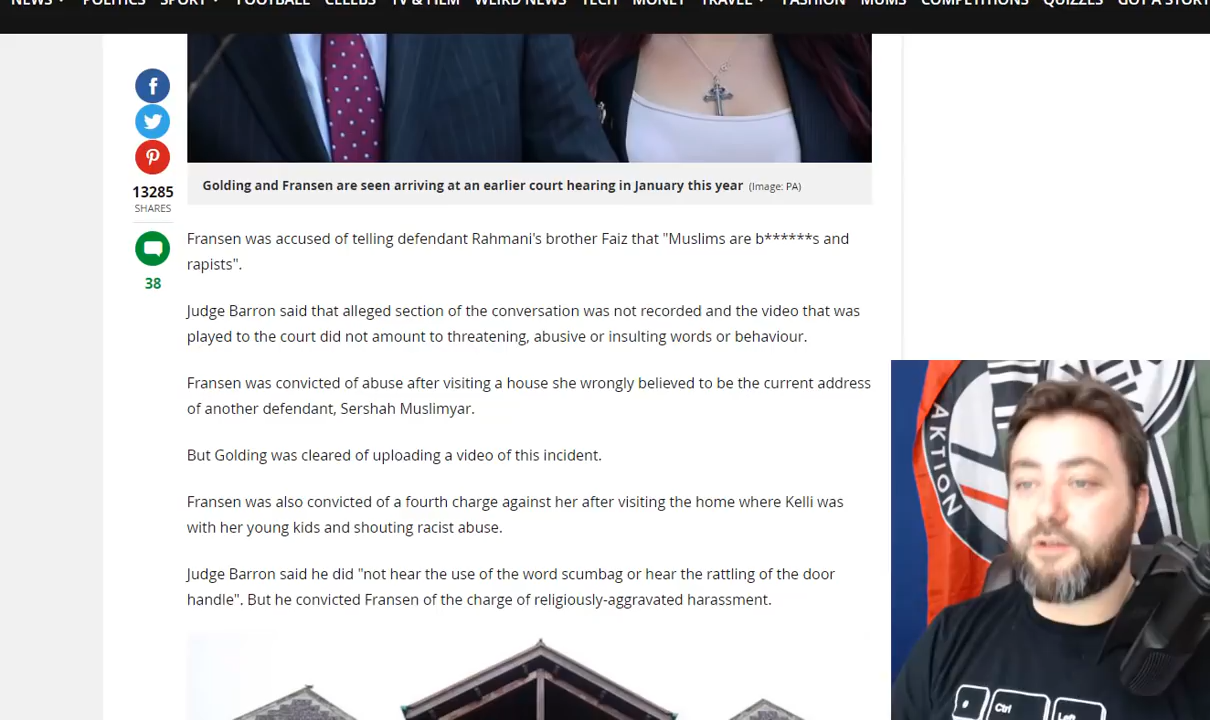 NEWS POLITICS SPORT FOOTBALL CELEBS TV & FILM WEIRD NEWS TECH MONEY TRAVEL FASHION MUMS COMPETITIONS QUIZZES GOT A STORY
13285
SHARES
38
Golding and Fransen are seen arriving at an earlier court hearing in January this year (Image: PA)
Fransen was accused of telling defendant Rahmani's brother Faiz that "Muslims are b******s and
rapists".
Judge Barron said that alleged section of the conversation was not recorded and the video that was
played to the court did not amount to threatening, abusive or insulting words or behaviour.
Fransen was convicted of abuse after visiting a house she wrongly believed to be the current address
of another defendant, Sershah Muslimyar.
But Golding was cleared of uploading a video of this incident.
Fransen was also convicted of a fourth charge against her after visiting the home where Kelli was
with her young kids and shouting racist abuse.
Judge Barron said he did "not hear the use of the word scumbag or hear the rattling of the door
handle". But he convicted Fransen of the charge of religiously-aggravated harassment.
AKTION
Ctrl